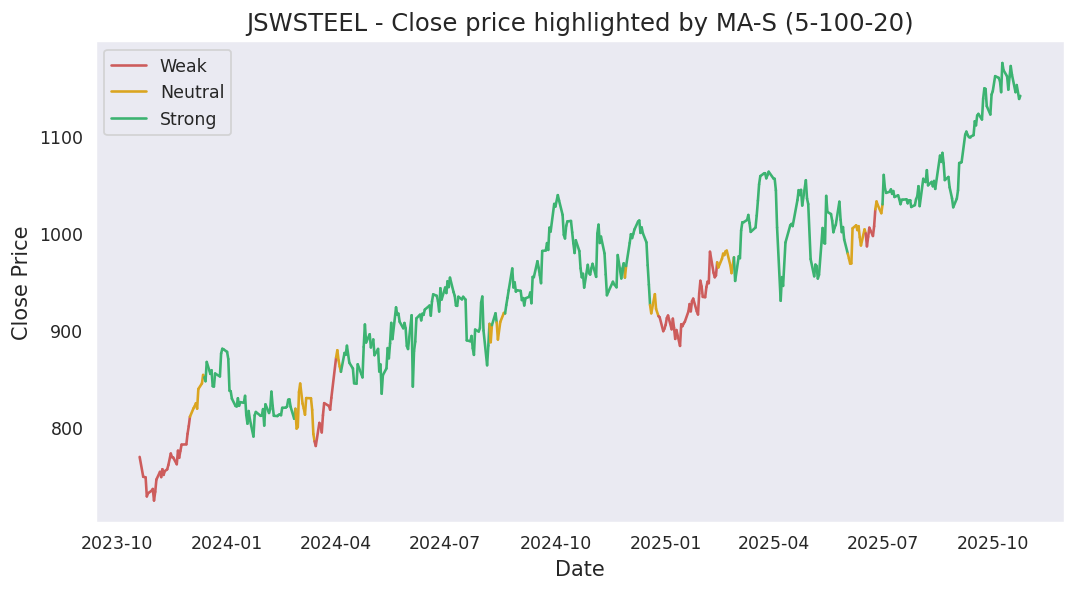 JSWSTEEL - Close price highlighted by MA-S (5-100-20)
Weak
Neutral
Strong
Close Price
1100
1000
900
800
2023-10 2024-01 2024-04 2024-07 2024-10 2025-01 2025-04 2025-07 2025-10
Date